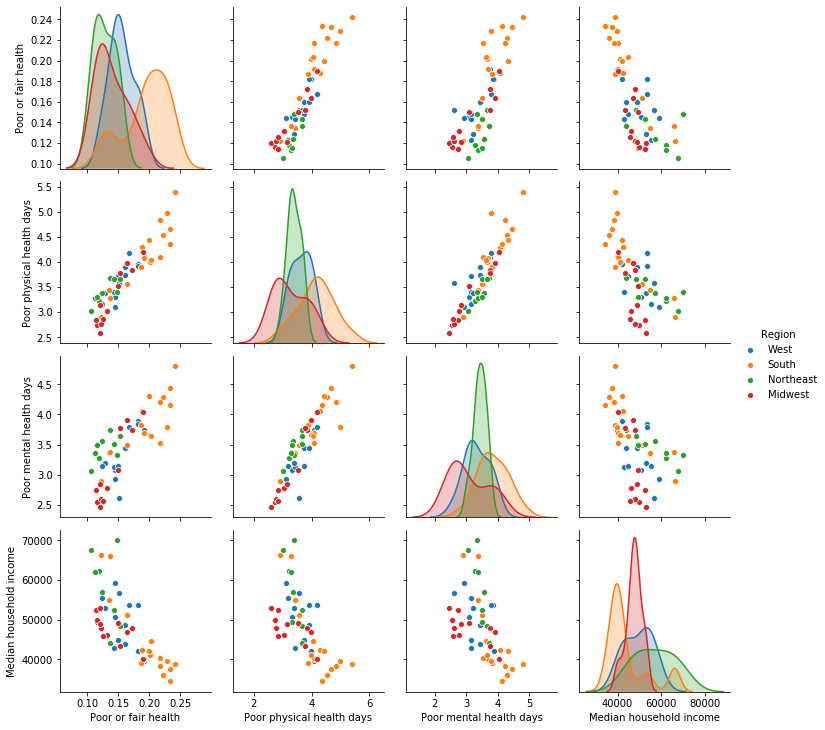 Poor or fair health
0.24
0.22
0.20
0.18
0.16
0.14
0.12
0.10
Poor physical health days
5.5
5.0
4.5
4.0
3.5
3.0
2.5
Region
West
South
Northeast
Midwest
Poor mental health days
4.5
4.0
3.5
3.0
2.5
Median household income
70000
60000
50000
40000
0.10 0.15 0.20 0.25
Poor or fair health
2 4 6
Poor physical health days
2 3 4 5
Poor mental health days
40000 60000 80000
Median household income